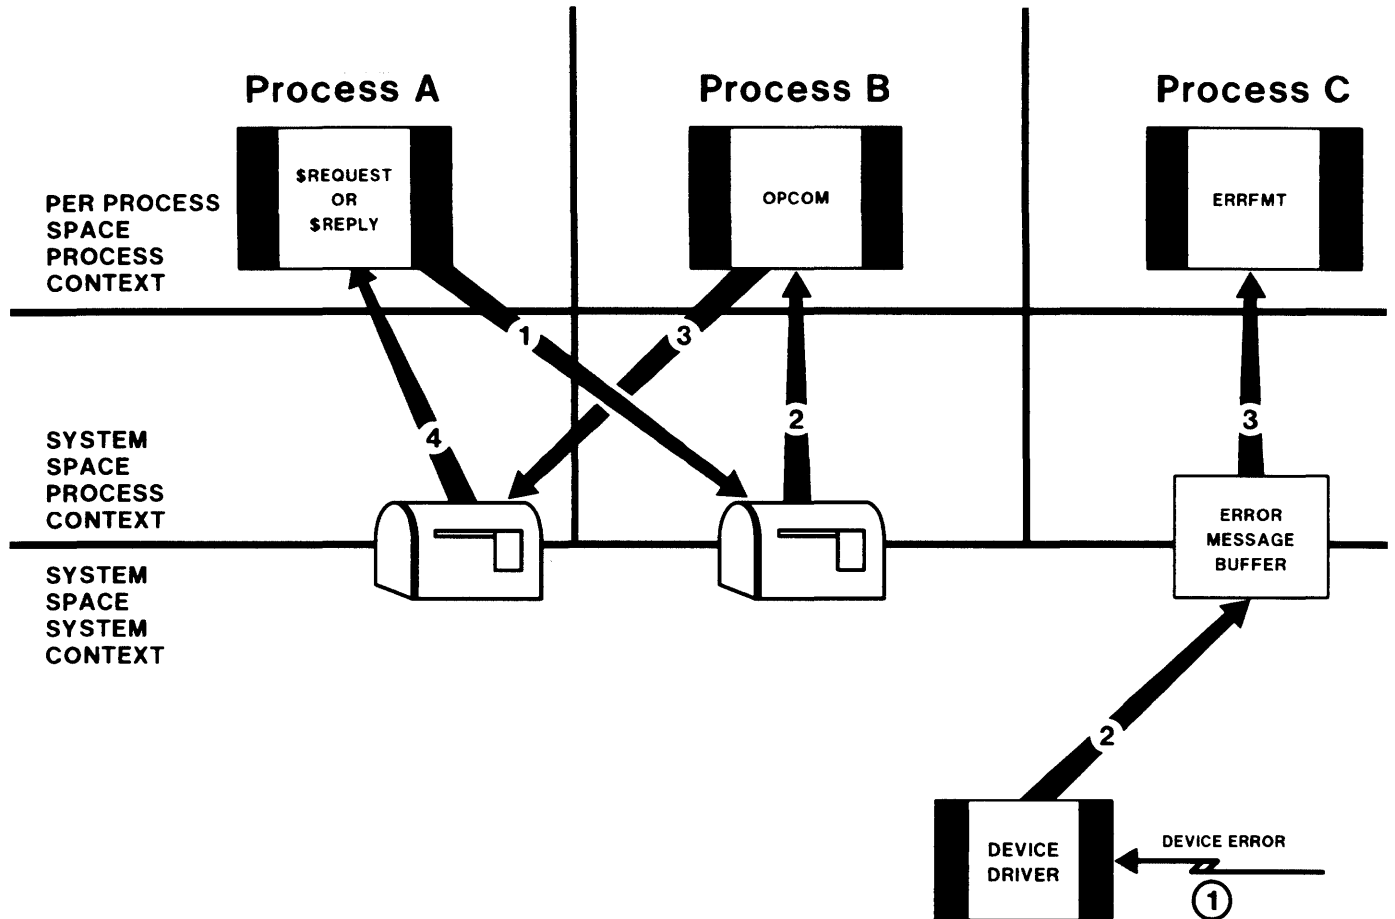 Process A
Process B
Process C
$REQUEST
OR
$REPLY
OPCOM
ERRFMT
PER PROCESS
SPACE
PROCESS
CONTEXT
1
3
2
4
3
SYSTEM
SPACE
PROCESS
CONTEXT
ERROR
MESSAGE
BUFFER
SYSTEM
SPACE
SYSTEM
CONTEXT
2
DEVICE
DRIVER
DEVICE ERROR
1